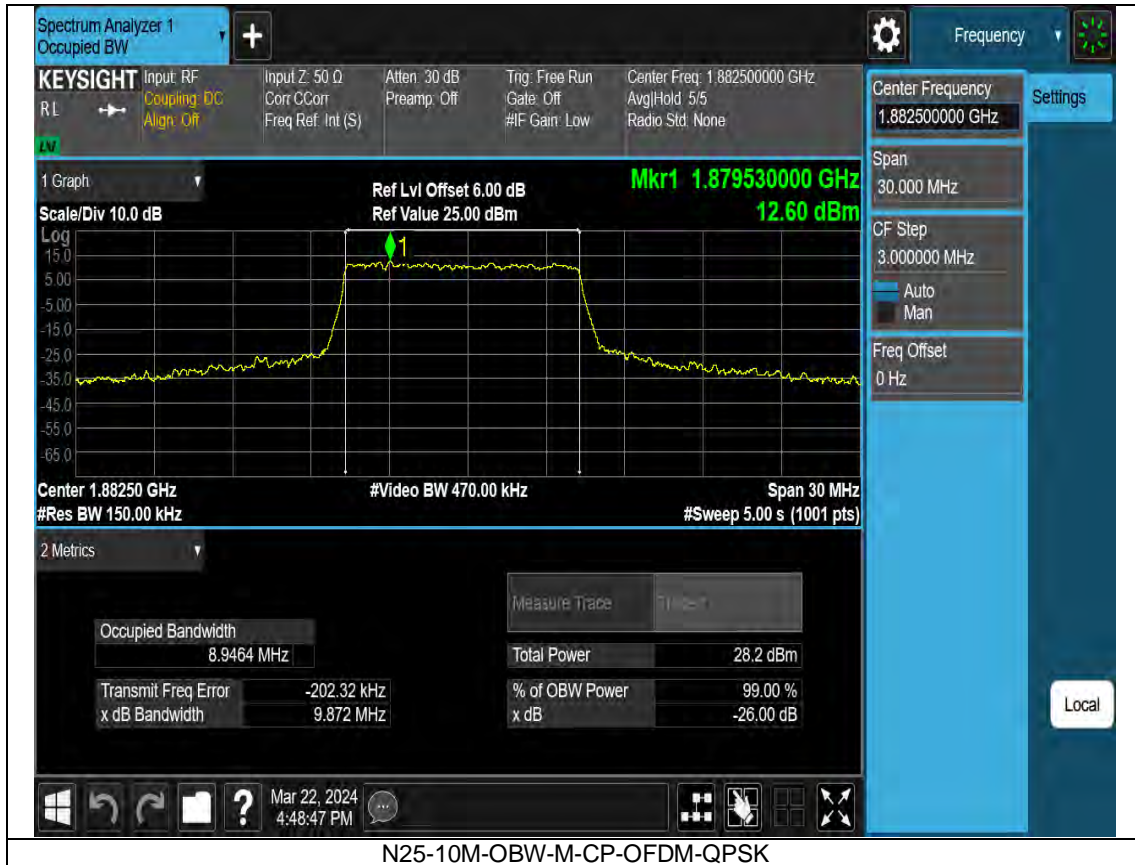 Spectrum Analyzer 1
Occupied BW
+
Frequency
KEYSIGHT
RL
Input: RF
Coupling: DC
Align: Off
Input Z: 50 Ω
Corr CCorr
Freq Ref: Int (S)
Atten: 30 dB
Preamp: Off
Trig: Free Run
Gate: Off
#IF Gain: Low
Center Freq: 1.882500000 GHz
Avg|Hold: 5/5
Radio Std: None
1 Graph
Scale/Div 10.0 dB
Ref Lvl Offset 6.00 dB
Ref Value 25.00 dBm
Mkr1 1.879530000 GHz
12.60 dBm
Log
15.0
5.00
-5.00
-15.0
-25.0
-35.0
-45.0
-55.0
-65.0
1
Center 1.88250 GHz
#Video BW 470.00 kHz
Span 30 MHz
#Res BW 150.00 kHz
#Sweep 5.00 s (1001 pts)
2 Metrics
Measure Trace
Occupied Bandwidth
8.9464 MHz
Total Power 28.2 dBm
Transmit Freq Error -202.32 kHz
% of OBW Power 99.00 %
x dB Bandwidth 9.872 MHz
x dB -26.00 dB
Center Frequency
1.882500000 GHz
Settings
Span
30.000 MHz
CF Step
3.000000 MHz
Auto
Man
Freq Offset
0 Hz
Local
?
Mar 22, 2024
4:48:47 PM
N25-10M-OBW-M-CP-OFDM-QPSK